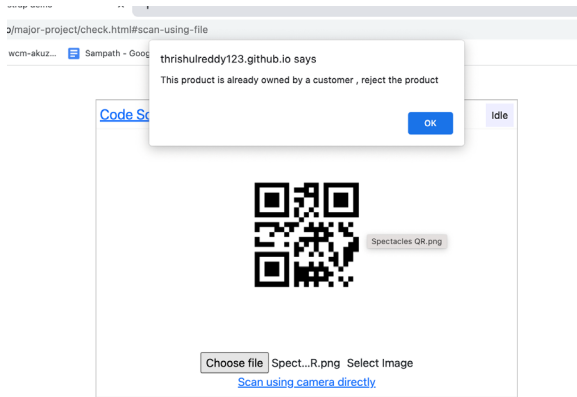 o/major-project/check.html#scan-using-file
wcm-akuz... Sampath - Goog
thrishulreddy123.github.io says
This product is already owned by a customer , reject the product
OK
Code Sc
Idle
Spectacles QR.png
Choose file Spect...R.png Select Image
Scan using camera directly